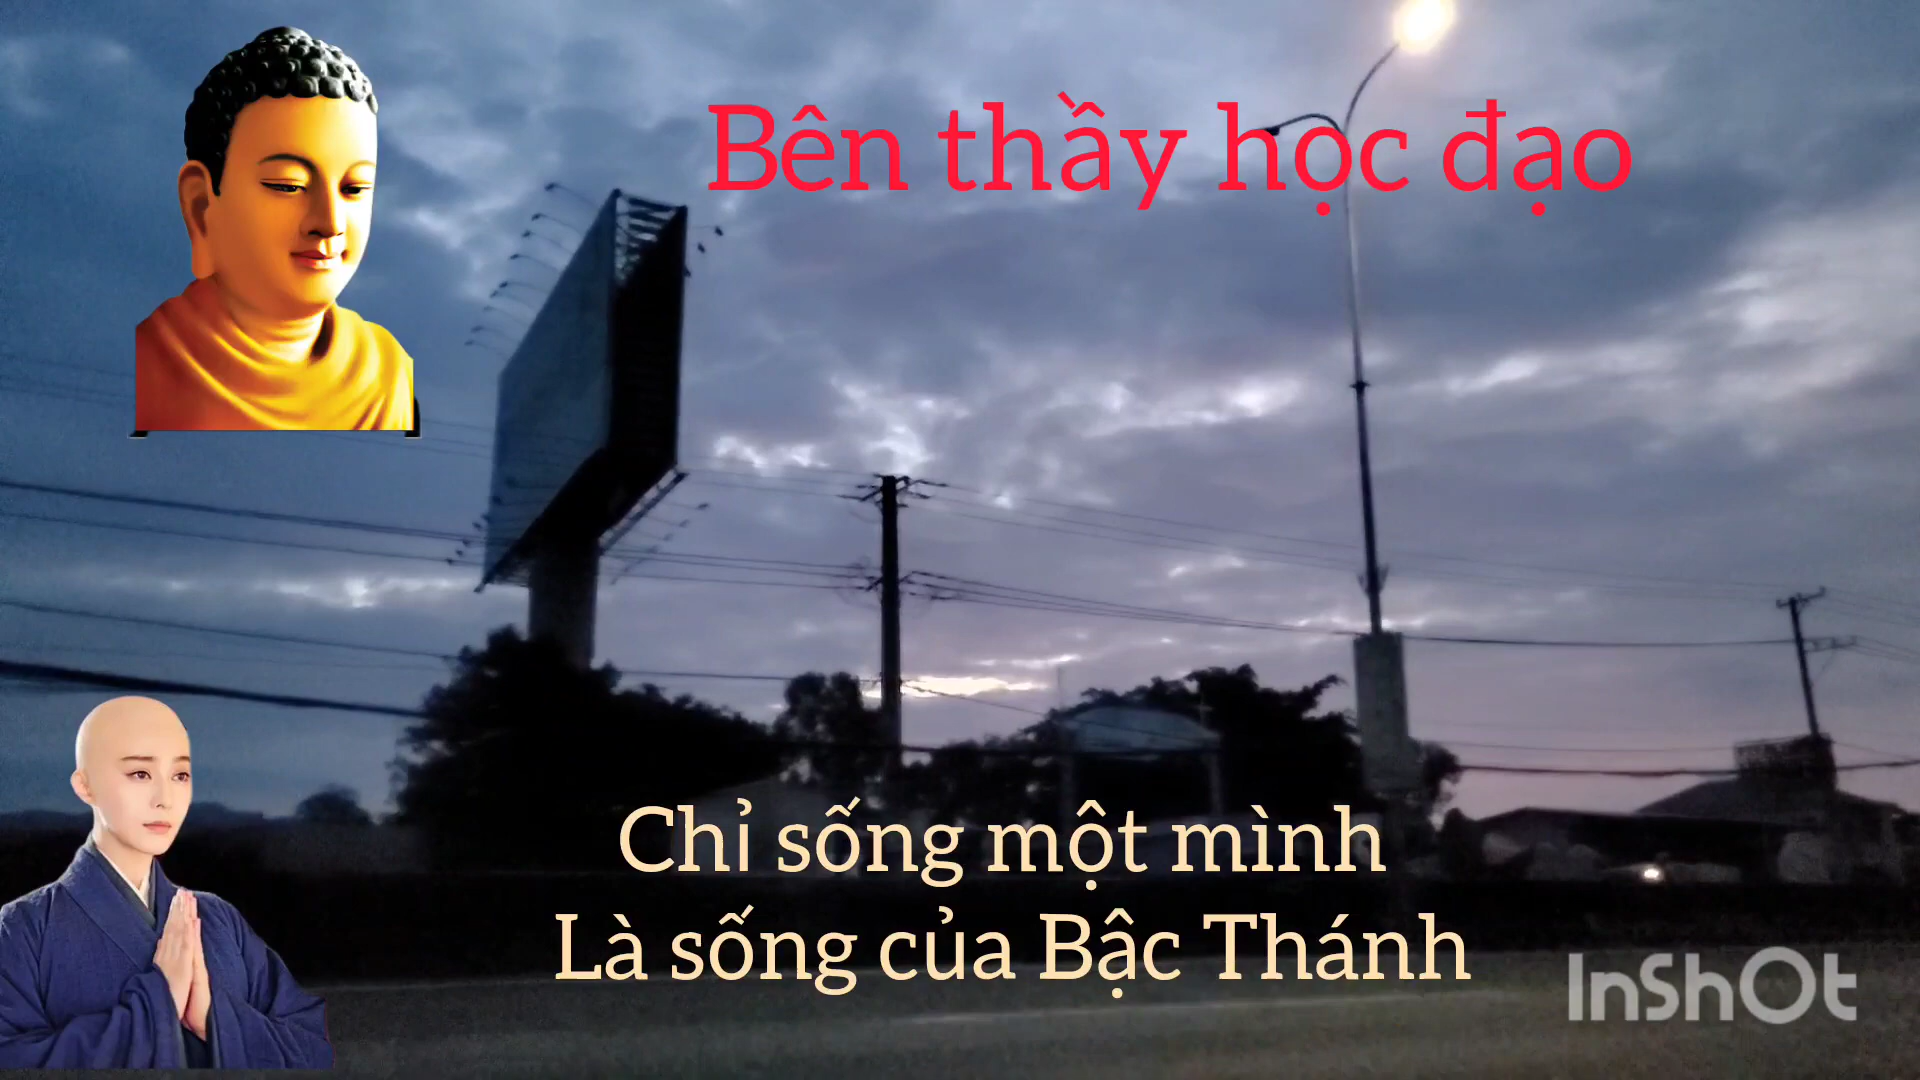 Bên thầy học đạo
Chỉ sống một mình
Là sống của Bậc Thánh
InShOt